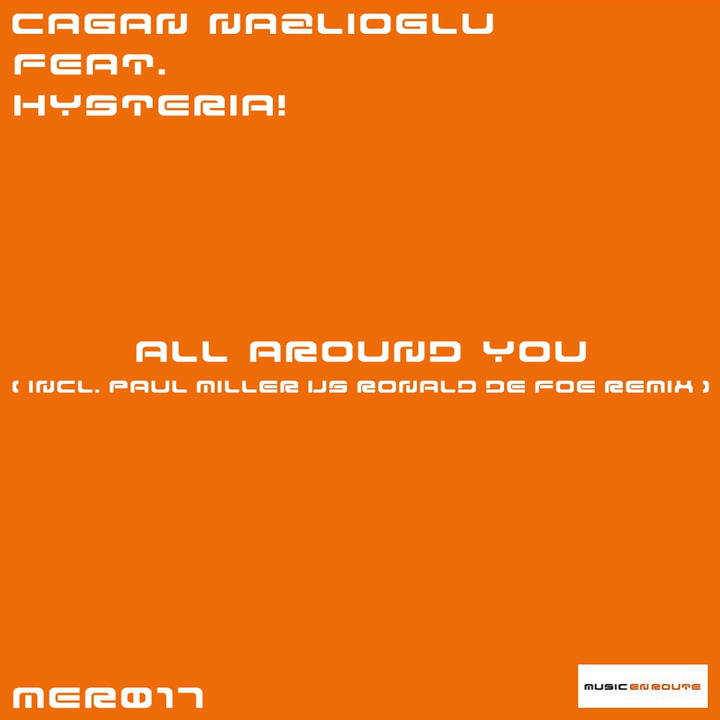 CAGAN NAZLIOGLU
FEAT.
HYSTERIA!
ALL AROUND YOU
( INCL. PAUL MILLER VS RONALD DE FOE REMIX )
MER017
MUSIC EN ROUTE